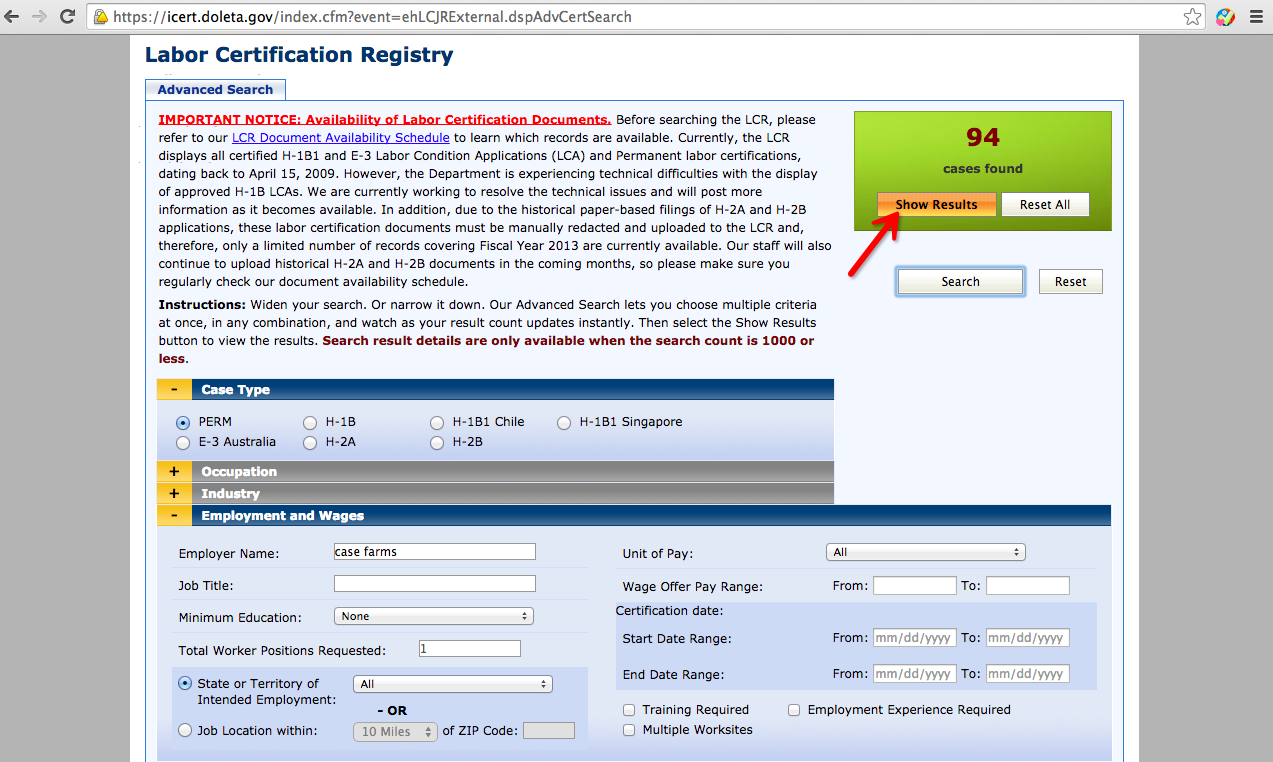 https://icert.doleta.gov/index.cfm?event=ehLCJRExternal.dspAdvCertSearch
Labor Certification Registry
Advanced Search
IMPORTANT NOTICE: Availability of Labor Certification Documents. Before searching the LCR, please
refer to our LCR Document Availability Schedule to learn which records are available. Currently, the LCR
displays all certified H-1B1 and E-3 Labor Condition Applications (LCA) and Permanent labor certifications,
dating back to April 15, 2009. However, the Department is experiencing technical difficulties with the display
of approved H-1B LCAs. We are currently working to resolve the technical issues and will post more
information as it becomes available. In addition, due to the historical paper-based filings of H-2A and H-2B
applications, these labor certification documents must be manually redacted and uploaded to the LCR and,
therefore, only a limited number of records covering Fiscal Year 2013 are currently available. Our staff will also
continue to upload historical H-2A and H-2B documents in the coming months, so please make sure you
regularly check our document availability schedule.
Instructions: Widen your search. Or narrow it down. Our Advanced Search lets you choose multiple criteria
at once, in any combination, and watch as your result count updates instantly. Then select the Show Results
button to view the results. Search result details are only available when the search count is 1000 or
less.
94
cases found
Show Results Reset All
Search Reset
- Case Type
PERM H-1B H-1B1 Chile H-1B1 Singapore
E-3 Australia H-2A H-2B
+ Occupation
+ Industry
- Employment and Wages
Employer Name: case farms
Job Title:
Minimum Education: None
Total Worker Positions Requested: 1
State or Territory of
Intended Employment: All
- OR
Job Location within: 10 Miles of ZIP Code:
Unit of Pay: All
Wage Offer Pay Range: From: To:
Certification date:
Start Date Range: From: mm/dd/yyyy To: mm/dd/yyyy
End Date Range: From: mm/dd/yyyy To: mm/dd/yyyy
Training Required Employment Experience Required
Multiple Worksites